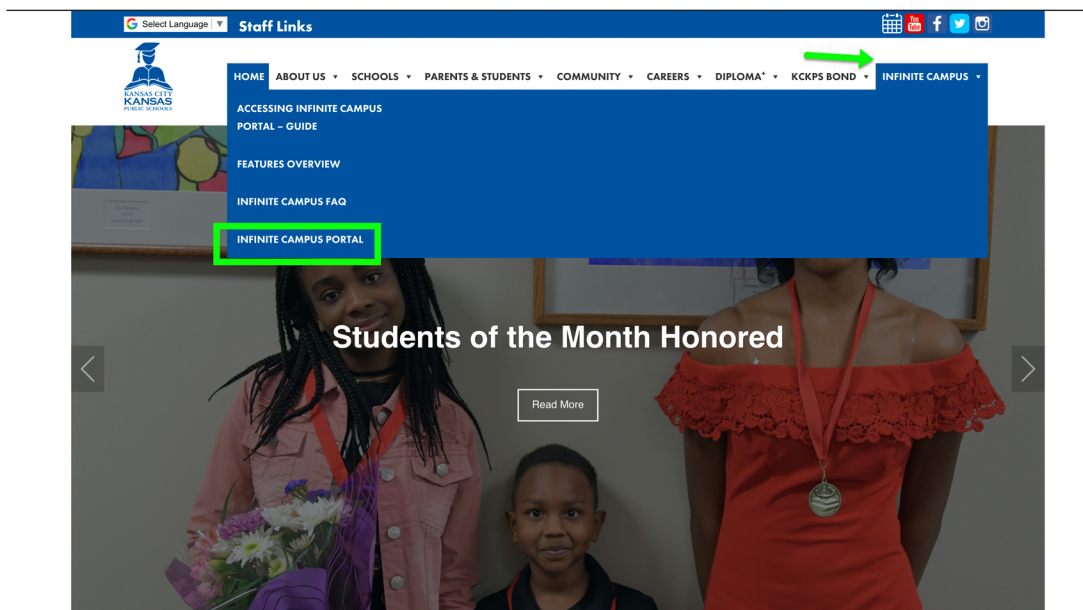 Select Language ▼
Staff Links
You Tube
KANSAS CITY
KANSAS
PUBLIC SCHOOLS
HOME ABOUT US SCHOOLS PARENTS & STUDENTS COMMUNITY CAREERS DIPLOMA+ KCKPS BOND INFINITE CAMPUS
ACCESSING INFINITE CAMPUS
PORTAL – GUIDE
FEATURES OVERVIEW
INFINITE CAMPUS FAQ
INFINITE CAMPUS PORTAL
Students of the Month Honored
Read More